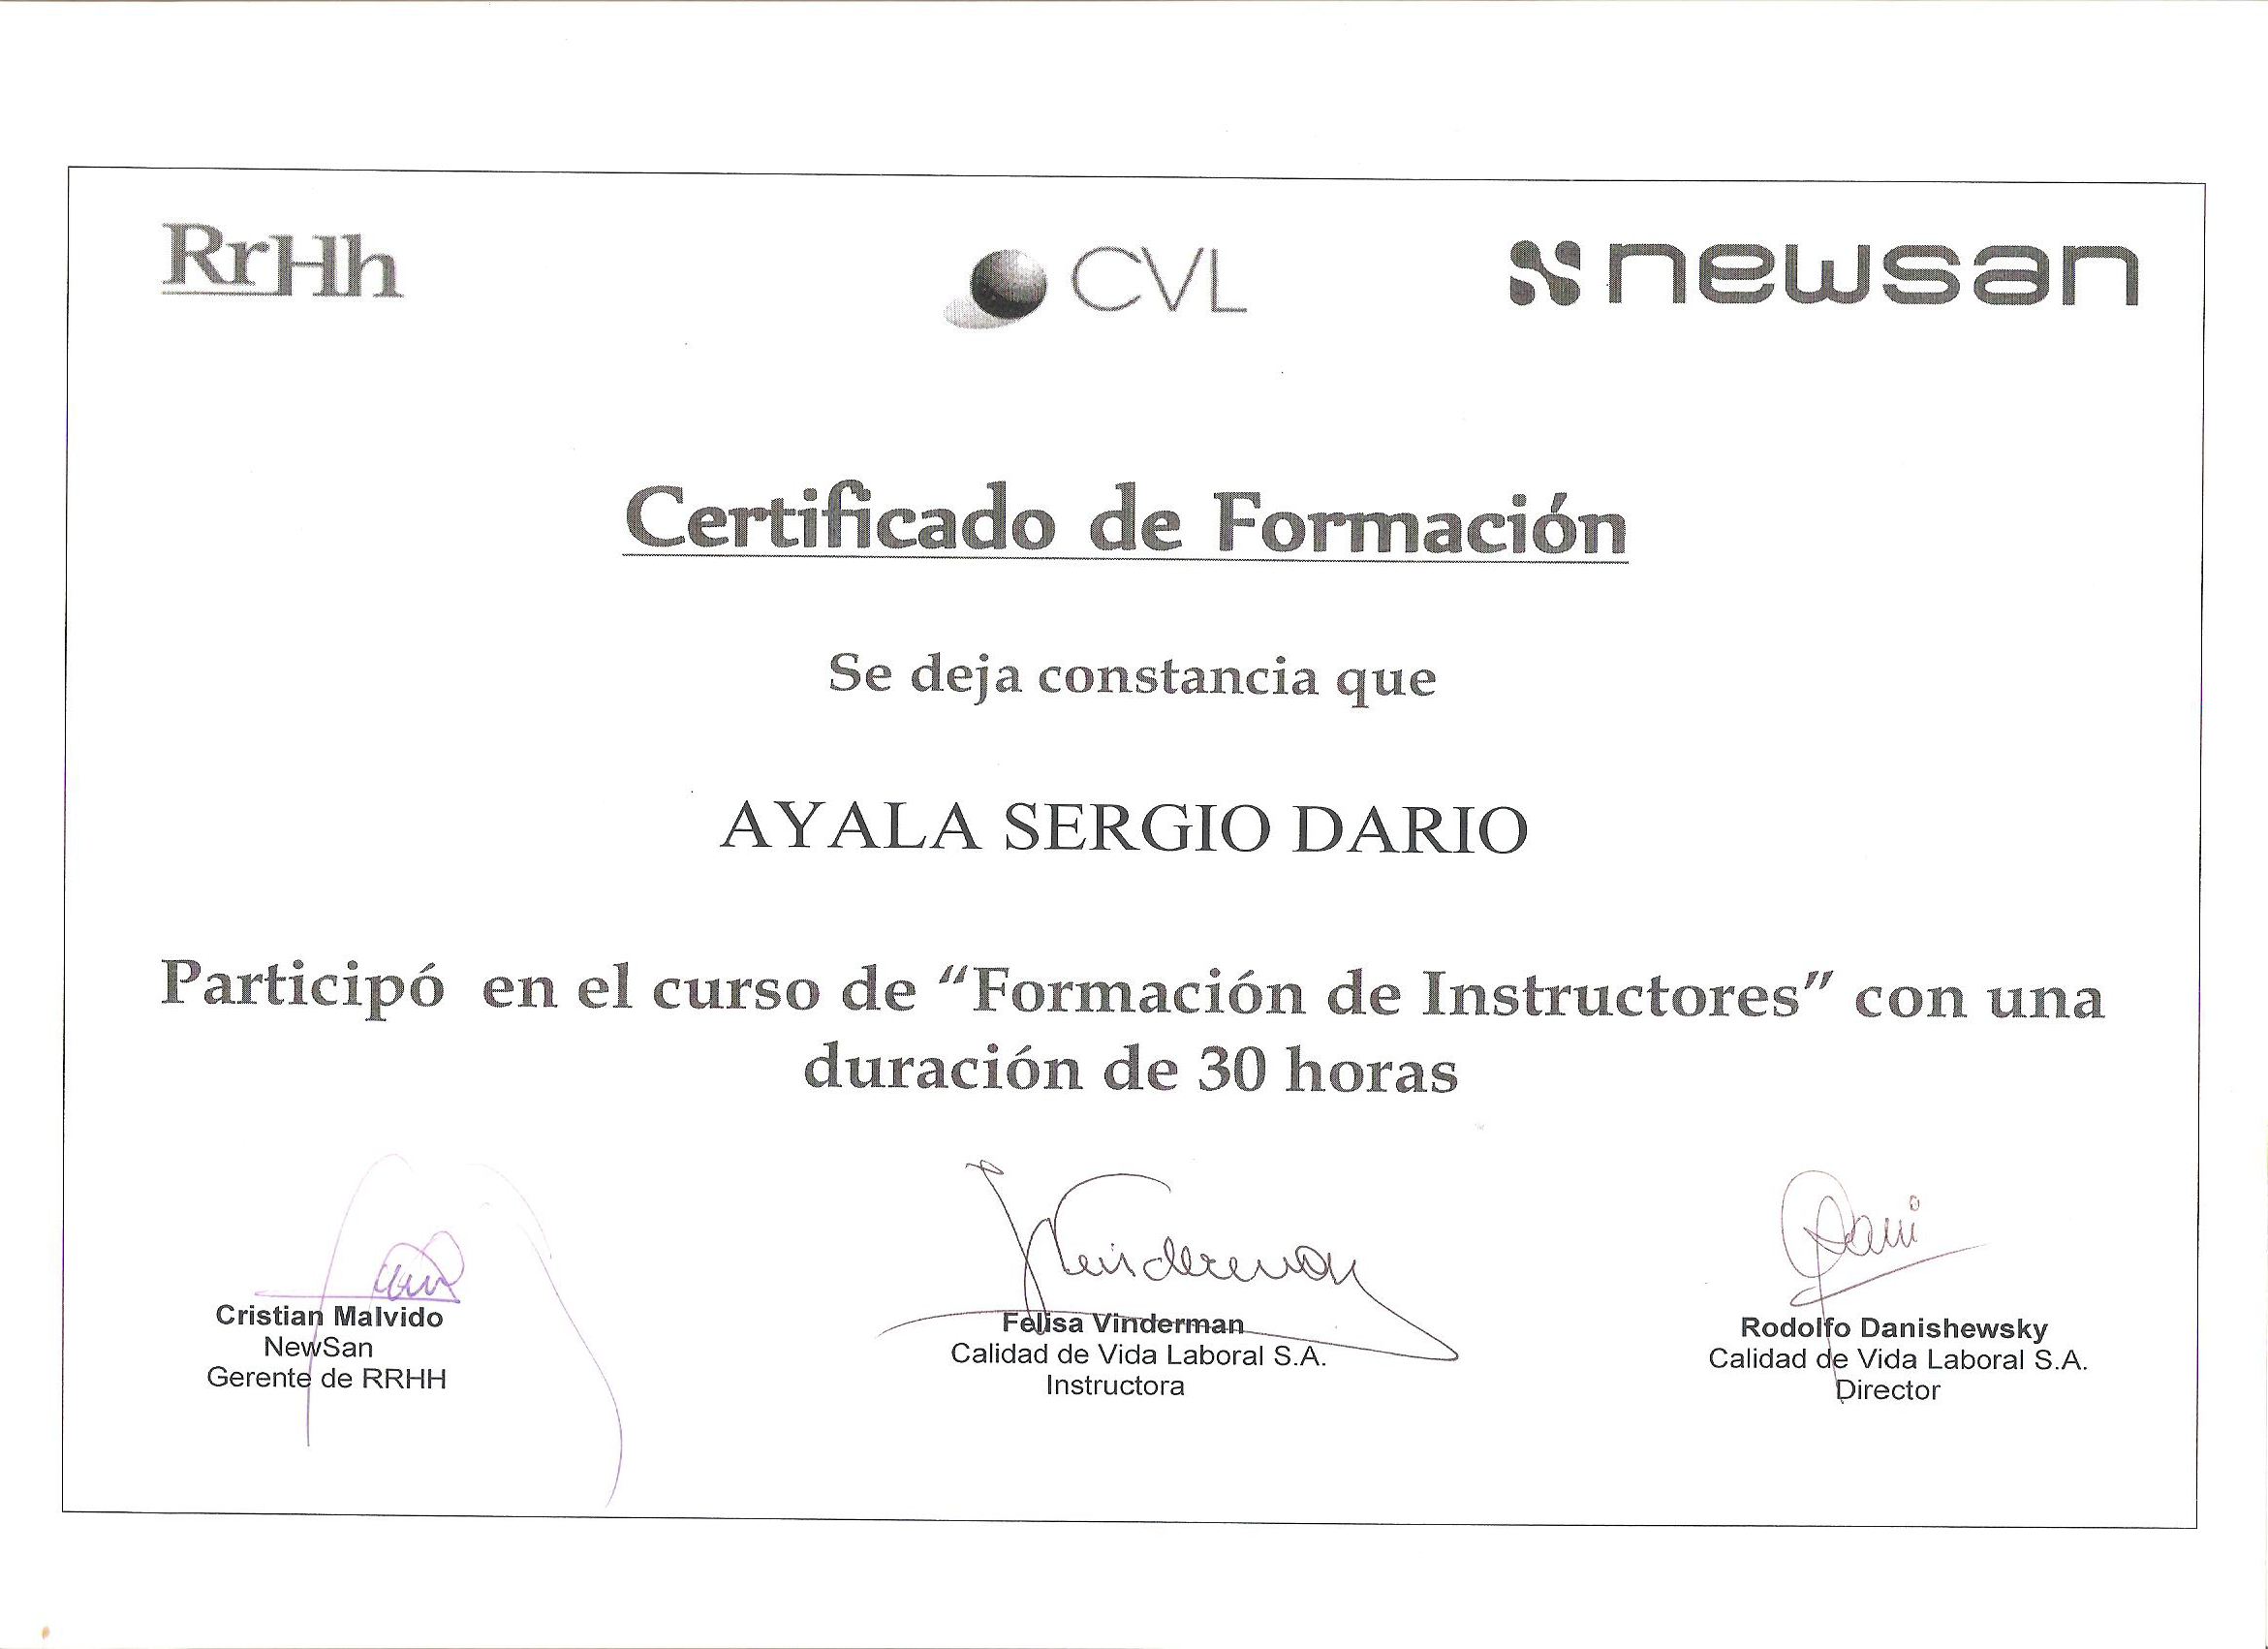 RrHh
CVL
newsan
Certificado de Formación
Se deja constancia que
AYALA SERGIO DARIO
Participó en el curso de “Formación de Instructores” con una
duración de 30 horas
Cristian Malvido
NewSan
Gerente de RRHH
Felisa Vinderman
Calidad de Vida Laboral S.A.
Instructora
Rodolfo Danishewsky
Calidad de Vida Laboral S.A.
Director